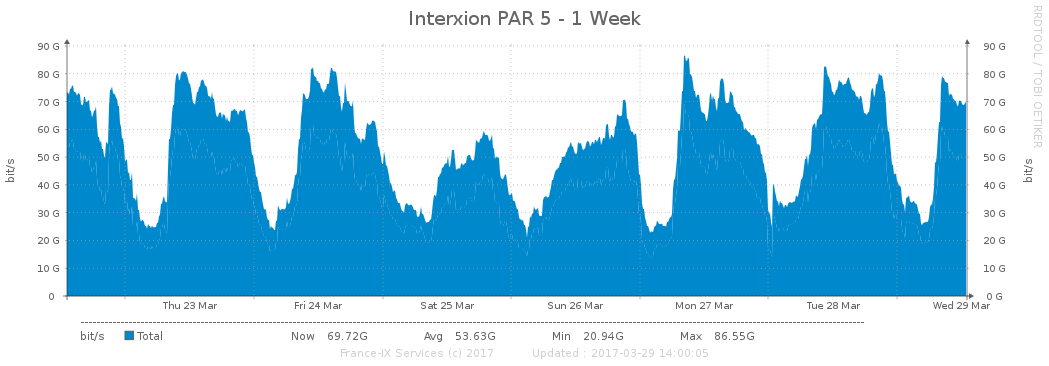 Interxion PAR 5 - 1 Week
RRDTOOL / TOBI OETIKER
90 G 90 G
80 G 80 G
70 G 70 G
60 G 60 G
50 G 50 G
40 G 40 G
30 G 30 G
20 G 20 G
10 G 10 G
0 0 G
bit/s
bit/s
Thu 23 Mar Fri 24 Mar Sat 25 Mar Sun 26 Mar Mon 27 Mar Tue 28 Mar Wed 29 Mar
bit/s Total Now 69.72G Avg 53.63G Min 20.94G Max 86.55G
France-IX Services (c) 2017 Updated : 2017-03-29 14:00:05